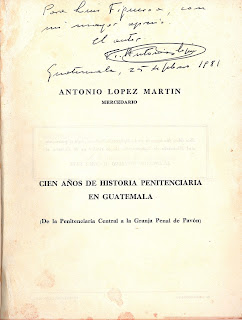 Para Luis Figueroa, con
mi mayor aprecio.
El autor
Guatemala, 25 febrero 1981
ANTONIO LOPEZ MARTIN
MERCEDARIO
CIEN AÑOS DE HISTORIA PENITENCIARIA
EN GUATEMALA
(De la Penitenciaría Central a la Granja Penal de Pavón)